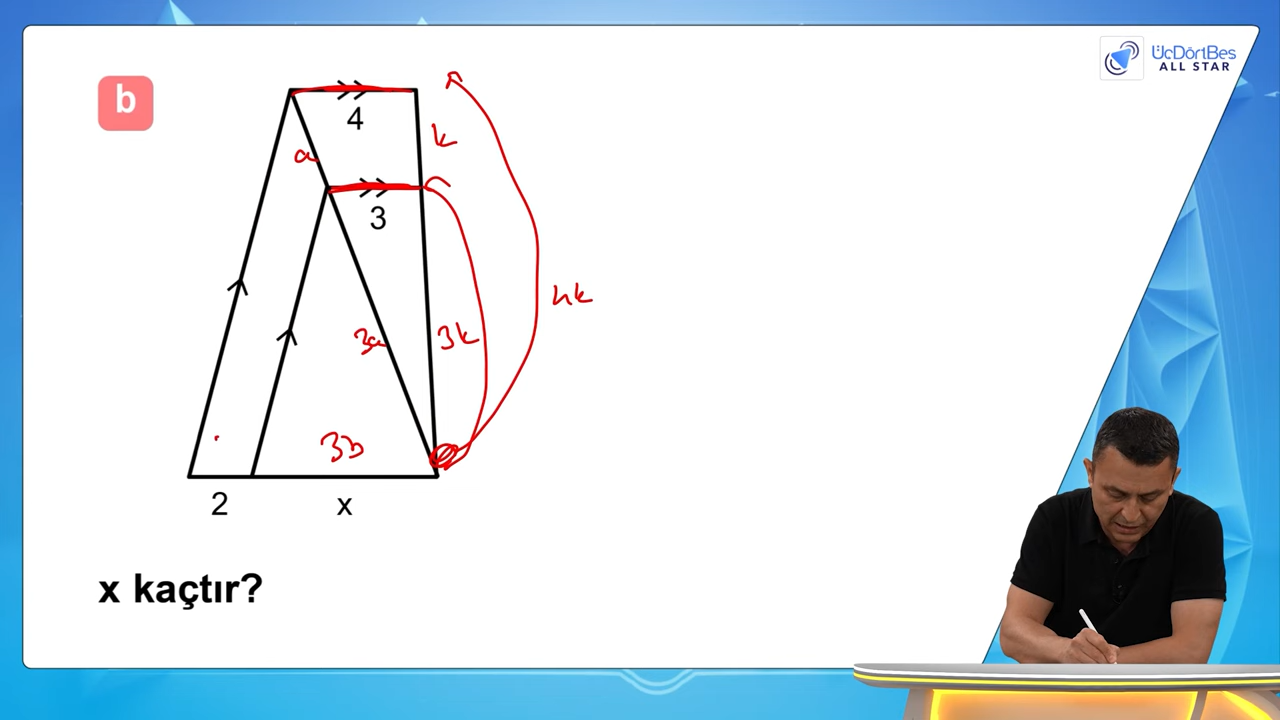 ÜçDörtBeş
ALL STAR
b
4
k
a
3
4k
3a
3k
3b
2
x
x kaçtır?